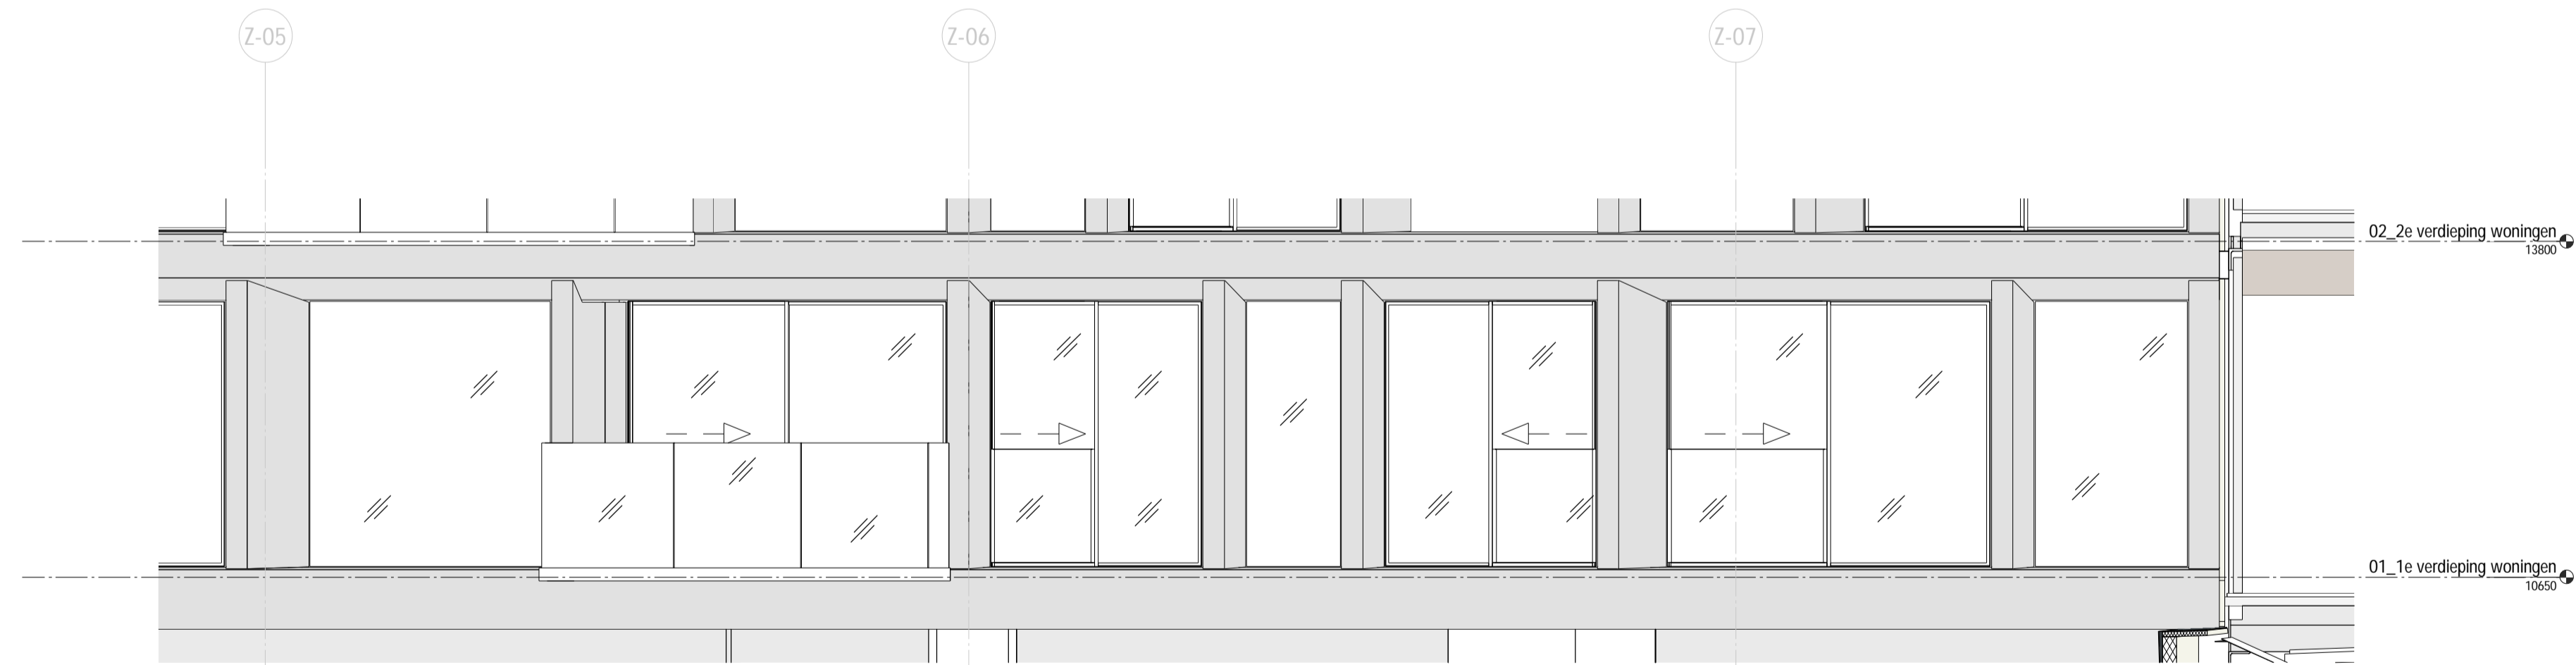 Z-05
Z-06
Z-07
02_2e verdieping woningen
13800
01_1e verdieping woningen
10650